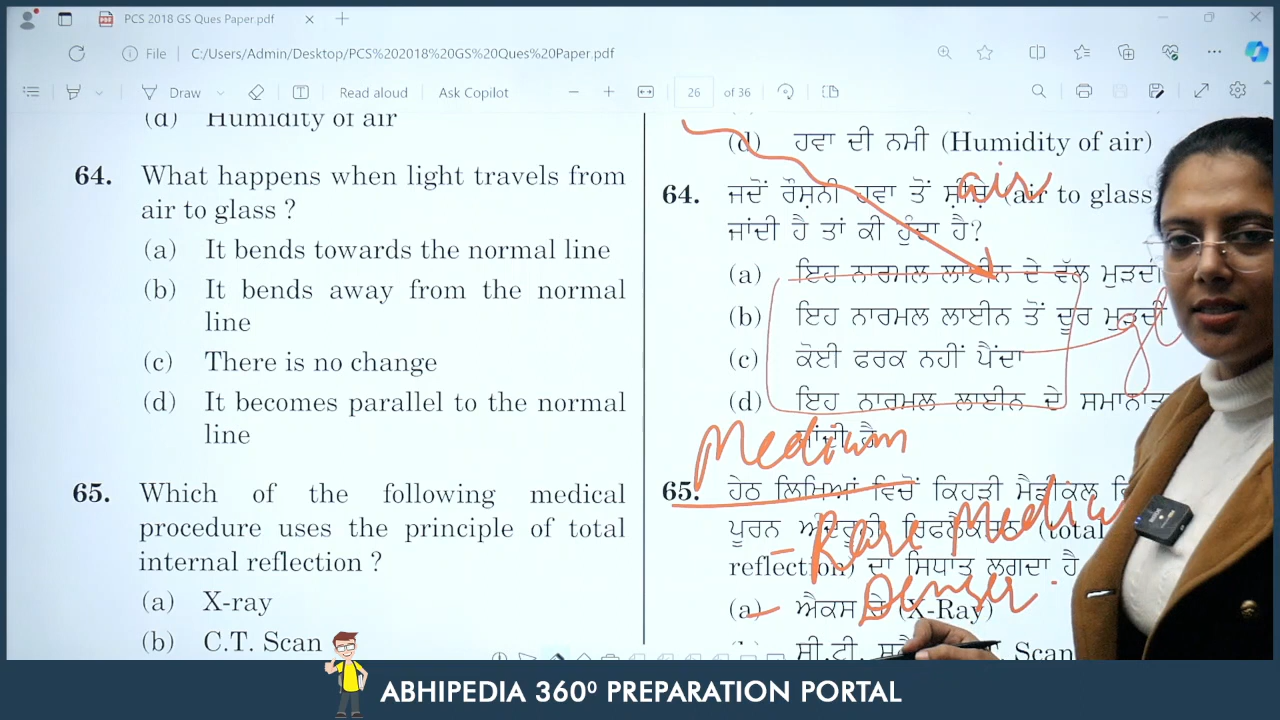 PCS 2018 GS Ques Paper.pdf
File C:/Users/Admin/Desktop/PCS%202018%20GS%20Ques%20Paper.pdf
Draw Read aloud Ask Copilot 26 of 36
(d) Humidity of air
64. What happens when light travels from
air to glass ?
(a) It bends towards the normal line
(b) It bends away from the normal
line
(c) There is no change
(d) It becomes parallel to the normal
line
65. Which of the following medical
procedure uses the principle of total
internal reflection ?
(a) X-ray
(b) C.T. Scan
(d) ਹਵਾ ਦੀ ਨਮੀ (Humidity of air)
64. ਜਦੋਂ ਰੌਸ਼ਨੀ ਹਵਾ ਤੋਂ ਸ਼ੀਸ਼ੇ (air to glass
ਜਾਂਦੀ ਹੈ ਤਾਂ ਕੀ ਹੁੰਦਾ ਹੈ?
(a) ਇਹ ਨਾਰਮਲ ਲਾਈਨ ਦੇ ਵੱਲ ਮੁੜਦੀ
(b) ਇਹ ਨਾਰਮਲ ਲਾਈਨ ਤੋਂ ਦੂਰ ਮੁੜਦੀ
(c) ਕੋਈ ਫਰਕ ਨਹੀਂ ਪੈਂਦਾ
(d) ਇਹ ਨਾਰਮਲ ਲਾਈਨ ਦੇ
ਜਾਂਦੀ ਹੈ
65. ਹੇਠ ਲਿਖਿਆਂ ਵਿਚੋਂ ਕਿਹੜੀ ਮੈਡੀਕਲ
ਪੂਰਨ ਅੰਦਰੂਨੀ ਰਿਫਲੈਕਸ਼ਨ (total
reflection) ਦਾ ਸਿਧਾਂਤ ਲਗਦਾ ਹੈ
(a) ਐਕਸ ਰੇ (X-Ray)
ਸੀ.ਟੀ. Scan
air
Medium
- Rare Medium
- Denser
ABHIPEDIA 360⁰ PREPARATION PORTAL